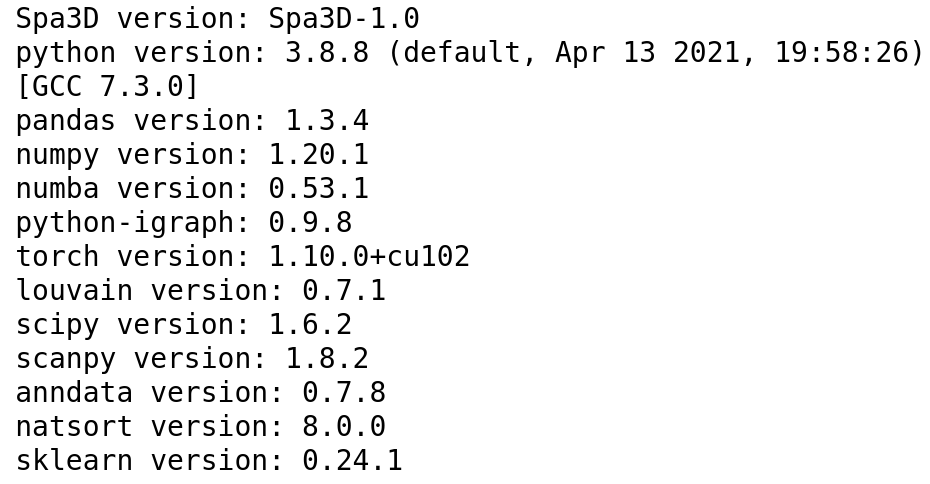 Spa3D version: Spa3D-1.0
python version: 3.8.8 (default, Apr 13 2021, 19:58:26)
[GCC 7.3.0]
pandas version: 1.3.4
numpy version: 1.20.1
numba version: 0.53.1
python-igraph: 0.9.8
torch version: 1.10.0+cu102
louvain version: 0.7.1
scipy version: 1.6.2
scanpy version: 1.8.2
anndata version: 0.7.8
natsort version: 8.0.0
sklearn version: 0.24.1